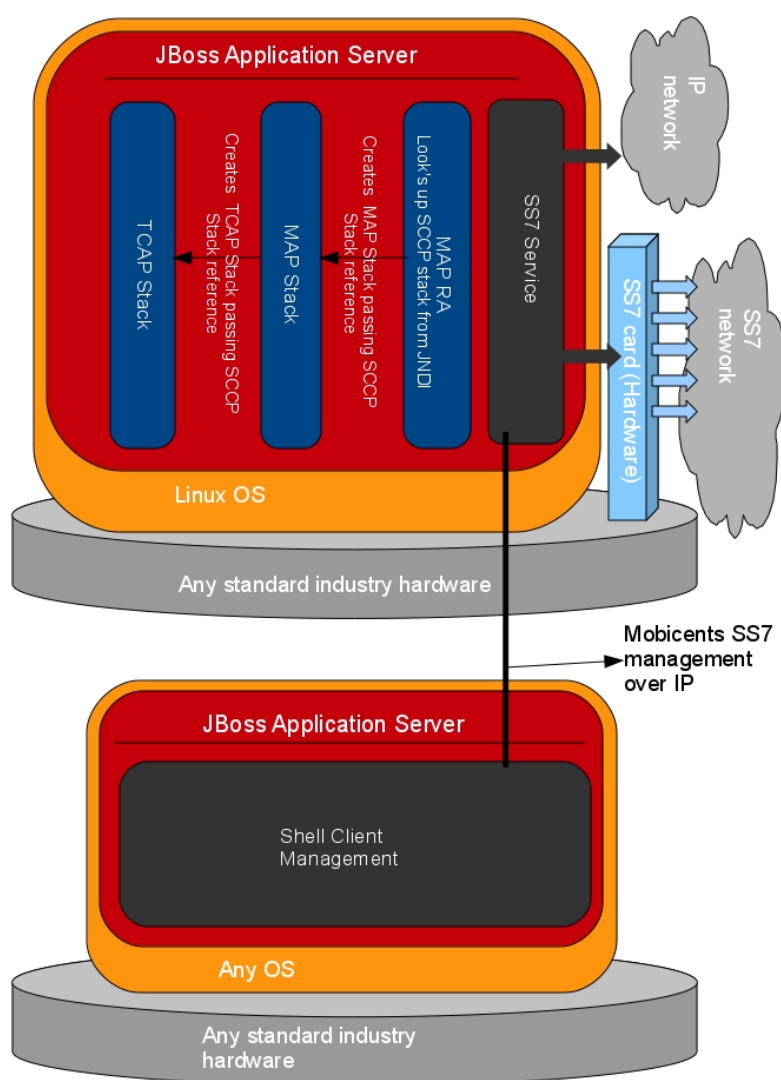 JBoss Application Server
TCAP Stack
Creates TCAP Stack passing SCCP
Stack reference
MAP Stack
Creates MAP Stack passing SCCP
Stack reference
MAP RA
Look's up SCCP stack from JNDI
SS7 Service
IP
network
SS7 card (Hardware)
SS7
network
Linux OS
Any standard industry hardware
Mobicents SS7
management
over IP
JBoss Application Server
Shell Client
Management
Any OS
Any standard industry
hardware